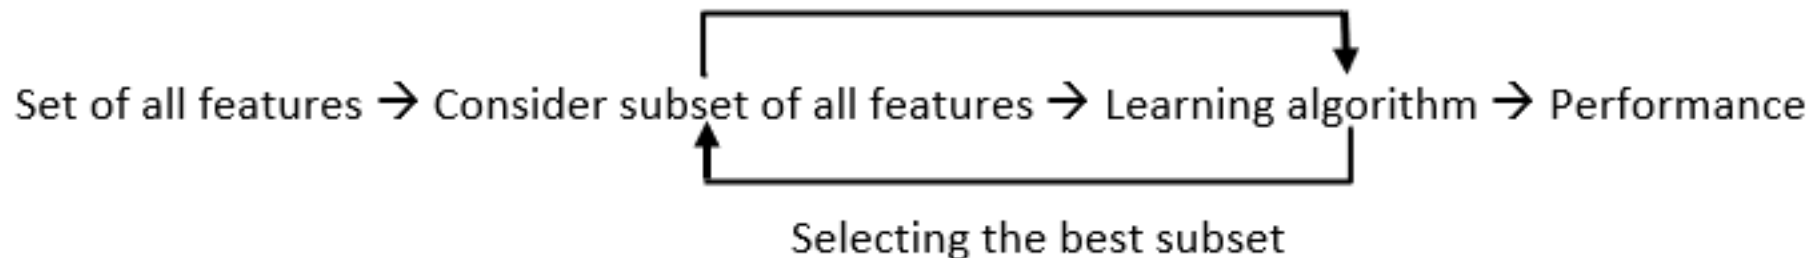 Set of all features → Consider subset of all features → Learning algorithm → Performance
Selecting the best subset